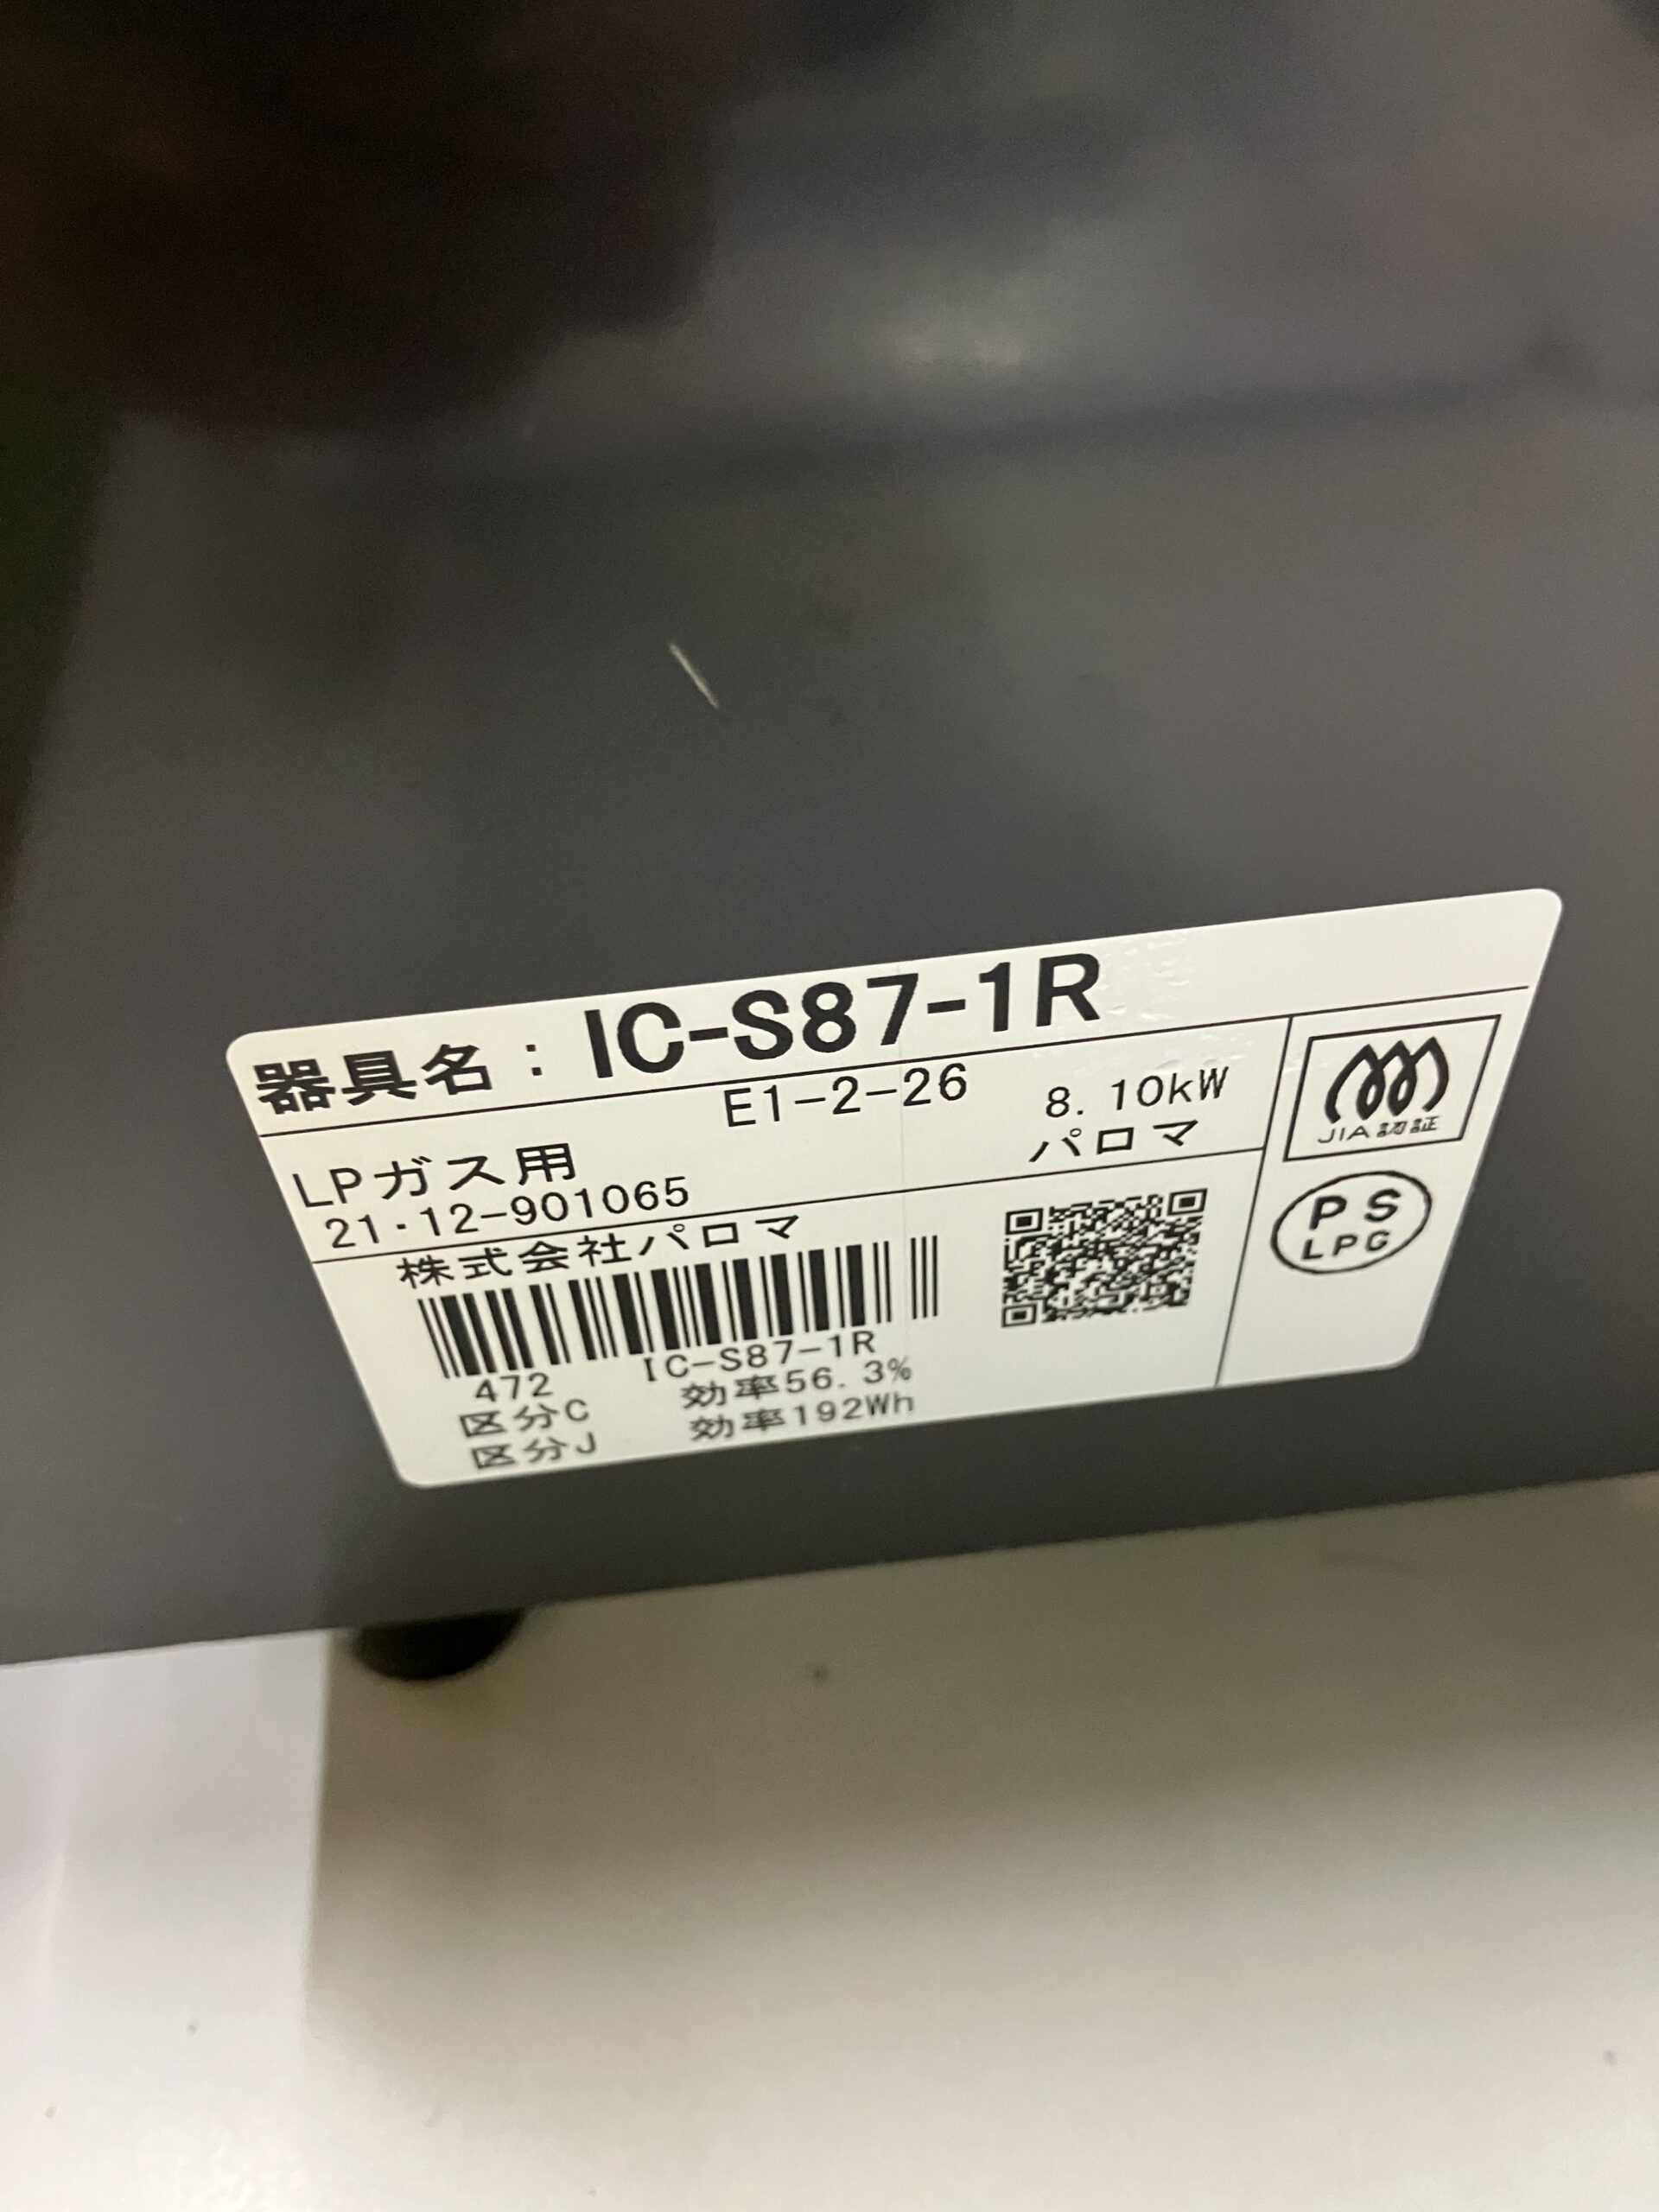 器具名：IC-S87-1R
E1-2-26 8.10kW
LPガス用 パロマ
21・12-901065
株式会社パロマ
472 IC-S87-1R
区分C 効率56.3%
区分J 効率192Wh
JIA認証
PS
LPG